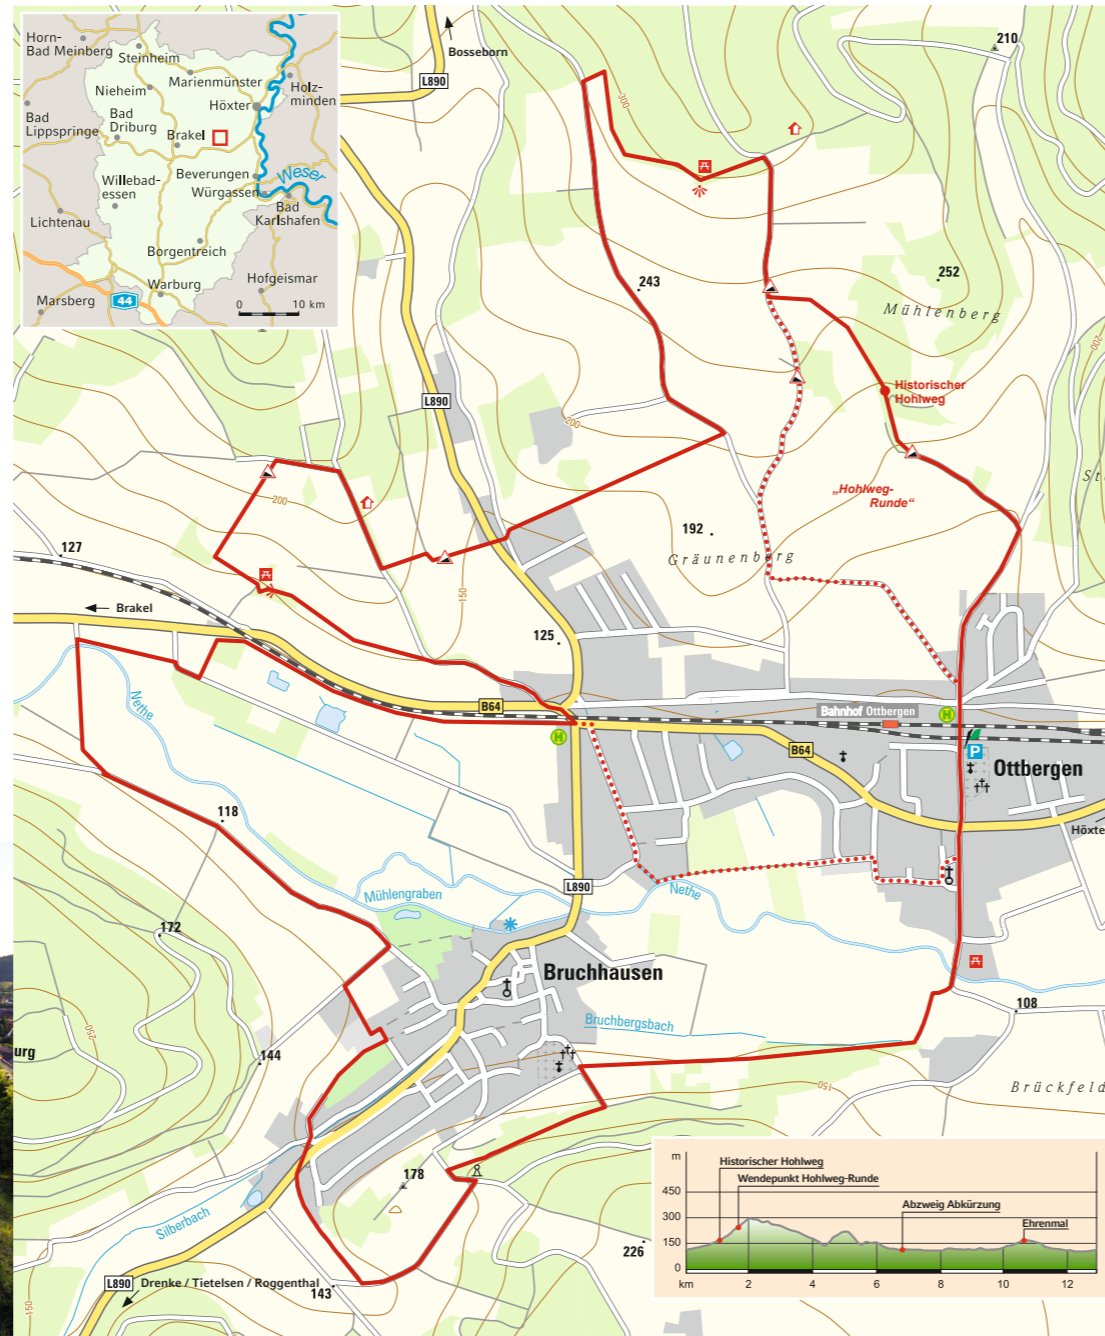 Horn-
Bad Meinberg
Steinheim
Marienmünster
Nieheim
Höxter
Holz-
minden
Bad
Lippspringe
Bad
Driburg
Brakel
Beverungen
Weser
Willebad-
essen
Würgassen
Bad
Karlshafen
Lichtenau
Borgentreich
Hofgeismar
Warburg
Marsberg
44
0 10 km
Bosseborn
L890
210
300
243
252
Mühlenberg
200
L890
Historischer
Hohlweg
200
„Hohlweg-
Runde“
200
192
Gräunenberg
127
150
Brakel
125
Nethe
B64
Bahnhof Ottbergen
H
H
B64
P
Ottbergen
118
Höxte
L890
Mühlengraben
Nethe
172
Bruchhausen
108
Bruchbergsbach
250
urg
144
150
Brückfeld
178
Silberbach
226
L890
Drenke / Tietelsen / Roggenthal
143
150
m
Historischer Hohlweg
Wendepunkt Hohlweg-Runde
450
Abzweig Abkürzung
300
Ehrenmal
150
0
km 2 4 6 8 10 12